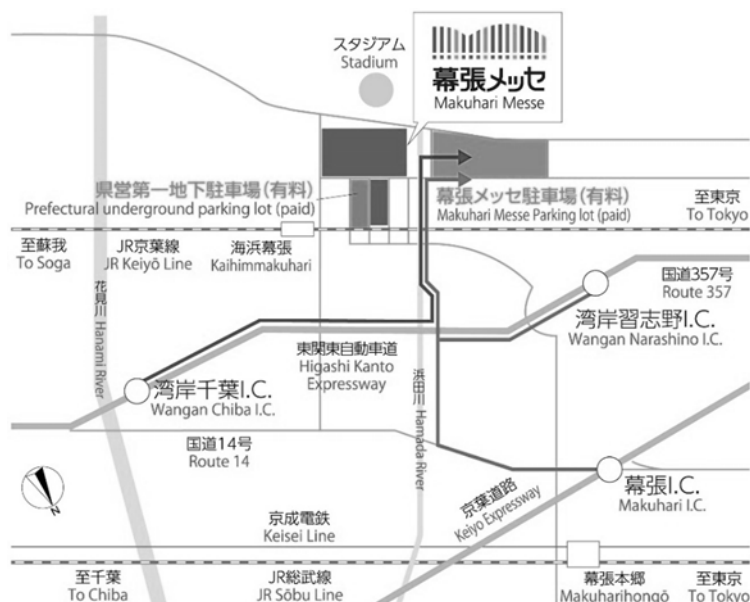 スタジアム
Stadium
幕張メッセ
Makuhari Messe
県営第一地下駐車場(有料)
Prefectural underground parking lot (paid)
幕張メッセ駐車場(有料)
Makuhari Messe Parking lot (paid)
至東京
To Tokyo
至蘇我
To Soga
JR京葉線
JR Keiyō Line
海浜幕張
Kaihimmakuhari
国道357号
Route 357
花見川 Hanami River
湾岸習志野I.C.
Wangan Narashino I.C.
東関東自動車道
Higashi Kanto
Expressway
湾岸千葉I.C.
Wangan Chiba I.C.
浜田川 Hamada River
国道14号
Route 14
幕張I.C.
Makuhari I.C.
京葉道路
Keiyo Expressway
N
京成電鉄
Keisei Line
至千葉
To Chiba
JR総武線
JR Sōbu Line
幕張本郷
Makuharihongō
至東京
To Tokyo